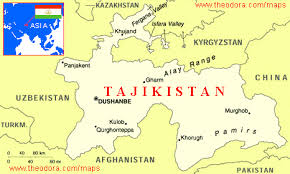 www.theodora.com/maps
KAZAKHSTAN
ASIA
Fergana Valley
Isfara Valley
Khujand
KYRGYZSTAN
Panjakent
Alay Range
Gharm
CHINA
TAJIKISTAN
UZBEKISTAN
DUSHANBE
Murghob
Kulob
Qurghonteppa
Pamirs
TURKM.
Khorugh
AFGHANISTAN
PAKISTAN
www.theodora.com/maps